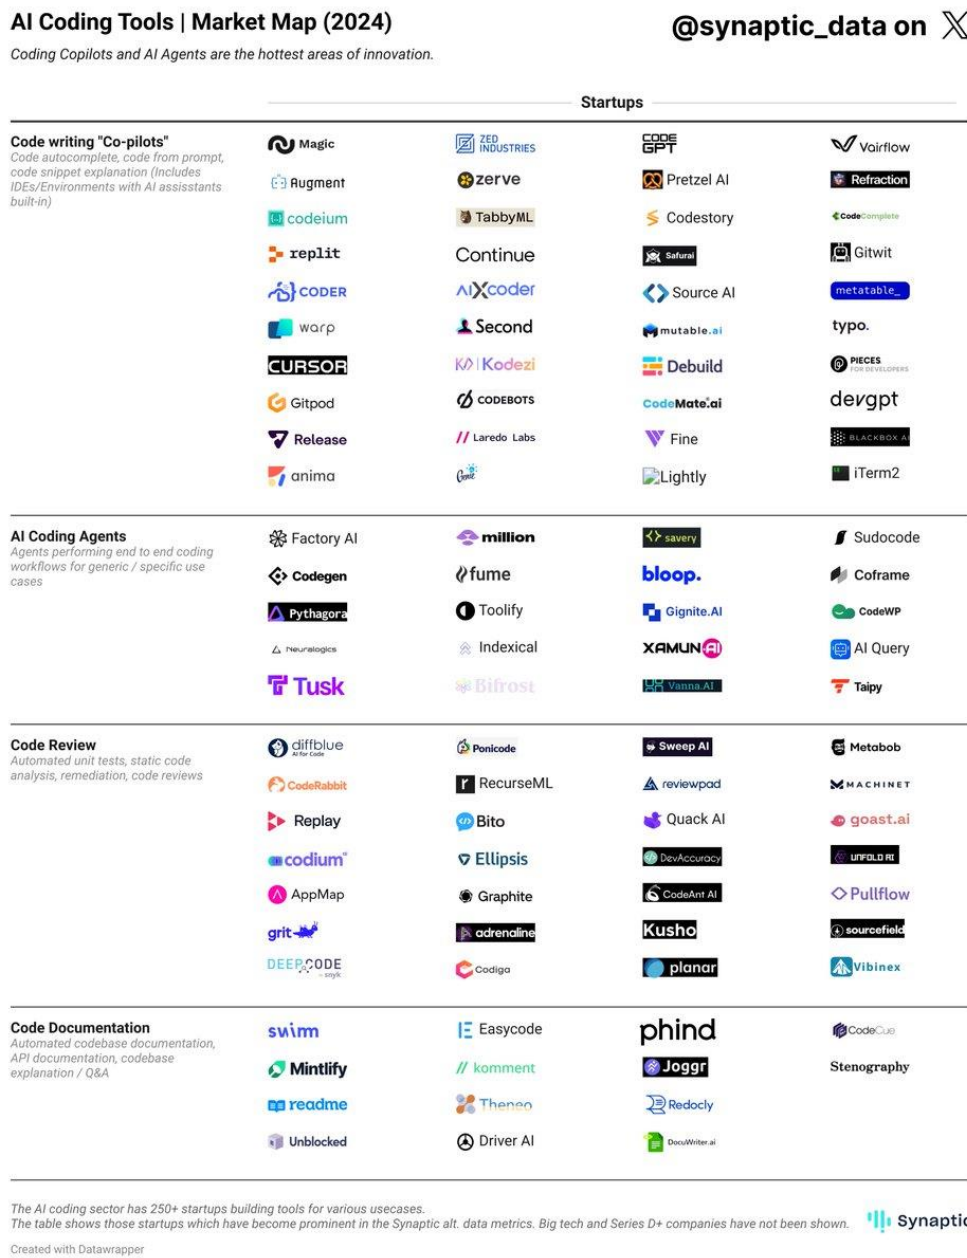 AI Coding Tools | Market Map (2024)
@synaptic_data on X
Coding Copilots and AI Agents are the hottest areas of innovation.
Startups
Code writing "Co-pilots"
Code autocomplete, code from prompt,
code snippet explanation (Includes
IDEs/Environments with AI assisstants
built-in)
Magic
ZED INDUSTRIES
CODE GPT
Vairflow
Augment
zerve
Pretzel AI
Refraction
codeium
TabbyML
Codestory
CodeComplete
replit
Continue
Safurai
Gitwit
CODER
AIXcoder
Source AI
metatable_
warp
Second
mutable.ai
typo.
CURSOR
Kodezi
Debuild
PIECES FOR DEVELOPERS
Gitpod
CODEBOTS
CodeMate.ai
devgpt
Release
Laredo Labs
Fine
BLACKBOX AI
anima
Genie
Lightly
iTerm2
AI Coding Agents
Agents performing end to end coding
workflows for generic / specific use
cases
Factory AI
million
savery
Sudocode
Codegen
fume
bloop.
Coframe
Pythagora
Toolify
Gignite.AI
CodeWP
Neuralogics
Indexical
XAMUN AI
AI Query
Tusk
Bifrost
Vanna.AI
Taipy
Code Review
Automated unit tests, static code
analysis, remediation, code reviews
diffblue
AI for Code
Ponicode
Sweep AI
Metabob
CodeRabbit
RecurseML
reviewpad
MACHINET
Replay
Bito
Quack AI
goast.ai
codium
Ellipsis
DevAccuracy
UNFOLD AI
AppMap
Graphite
CodeAnt AI
Pullflow
grit
adrenaline
Kusho
sourcefield
DEEPCODE
snyk
Codiga
planar
Vibinex
Code Documentation
Automated codebase documentation,
API documentation, codebase
explanation / Q&A
swimm
Easycode
phind
CodeCue
Mintlify
komment
Joggr
Stenography
readme
Theneo
Redocly
Unblocked
Driver AI
DocuWriter.ai
The AI coding sector has 250+ startups building tools for various usecases.
The table shows those startups which have become prominent in the Synaptic alt. data metrics. Big tech and Series D+ companies have not been shown.
Synaptic
Created with Datawrapper